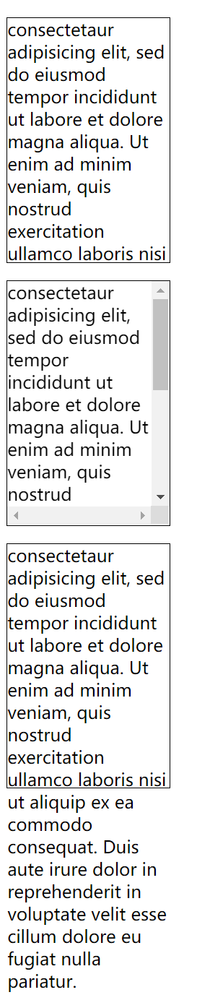 consectetaur
adipisicing elit, sed
do eiusmod
tempor incididunt
ut labore et dolore
magna aliqua. Ut
enim ad minim
veniam, quis
nostrud
exercitation
ullamco laboris nisi
consectetaur
adipisicing elit,
sed do eiusmod
tempor
incididunt ut
labore et dolore
magna aliqua. Ut
enim ad minim
veniam, quis
nostrud
consectetaur
adipisicing elit, sed
do eiusmod
tempor incididunt
ut labore et dolore
magna aliqua. Ut
enim ad minim
veniam, quis
nostrud
exercitation
ullamco laboris nisi
ut aliquip ex ea
commodo
consequat. Duis
aute irure dolor in
reprehenderit in
voluptate velit esse
cillum dolore eu
fugiat nulla
pariatur.